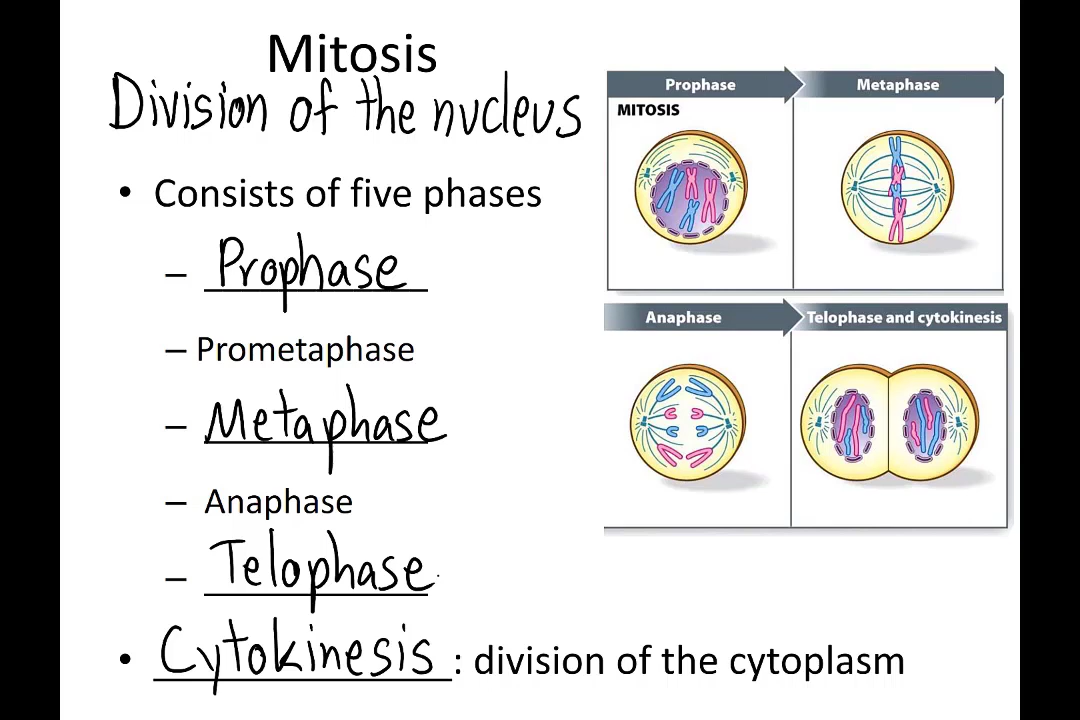 Mitosis
Division of the nucleus
• Consists of five phases
– Prophase
– Prometaphase
– Metaphase
– Anaphase
– Telophase
• Cytokinesis : division of the cytoplasm
Prophase
Metaphase
MITOSIS
Anaphase
Telophase and cytokinesis